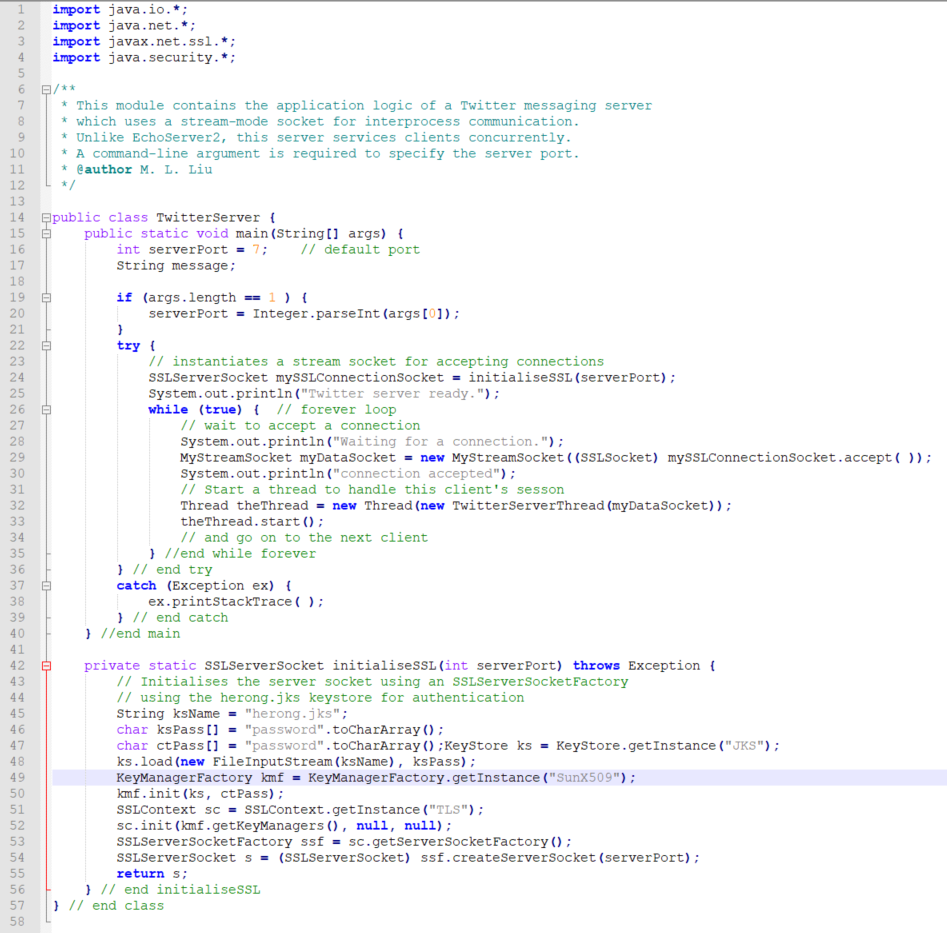 1 import java.io.*;
2 import java.net.*;
3 import javax.net.ssl.*;
4 import java.security.*;
5
6 /**
7  * This module contains the application logic of a Twitter messaging server
8  * which uses a stream-mode socket for interprocess communication.
9  * Unlike EchoServer2, this server services clients concurrently.
10  * A command-line argument is required to specify the server port.
11  * @author M. L. Liu
12  */
13
14 public class TwitterServer {
15     public static void main(String[] args) {
16         int serverPort = 7;    // default port
17         String message;
18
19         if (args.length == 1 ) {
20             serverPort = Integer.parseInt(args[0]);
21         }
22         try {
23             // instantiates a stream socket for accepting connections
24             SSLServerSocket mySSLConnectionSocket = initialiseSSL(serverPort);
25             System.out.println("Twitter server ready.");
26             while (true) {  // forever loop
27                 // wait to accept a connection
28                 System.out.println("Waiting for a connection.");
29                 MyStreamSocket myDataSocket = new MyStreamSocket((SSLSocket) mySSLConnectionSocket.accept( ));
30                 System.out.println("connection accepted");
31                 // Start a thread to handle this client's sesson
32                 Thread theThread = new Thread(new TwitterServerThread(myDataSocket));
33                 theThread.start();
34                 // and go on to the next client
35             } //end while forever
36         } // end try
37         catch (Exception ex) {
38             ex.printStackTrace( );
39         } // end catch
40     } //end main
41
42     private static SSLServerSocket initialiseSSL(int serverPort) throws Exception {
43         // Initialises the server socket using an SSLServerSocketFactory
44         // using the herong.jks keystore for authentication
45         String ksName = "herong.jks";
46         char ksPass[] = "password".toCharArray();
47         char ctPass[] = "password".toCharArray();KeyStore ks = KeyStore.getInstance("JKS");
48         ks.load(new FileInputStream(ksName), ksPass);
49         KeyManagerFactory kmf = KeyManagerFactory.getInstance("SunX509");
50         kmf.init(ks, ctPass);
51         SSLContext sc = SSLContext.getInstance("TLS");
52         sc.init(kmf.getKeyManagers(), null, null);
53         SSLServerSocketFactory ssf = sc.getServerSocketFactory();
54         SSLServerSocket s = (SSLServerSocket) ssf.createServerSocket(serverPort);
55         return s;
56     } // end initialiseSSL
57 } // end class
58